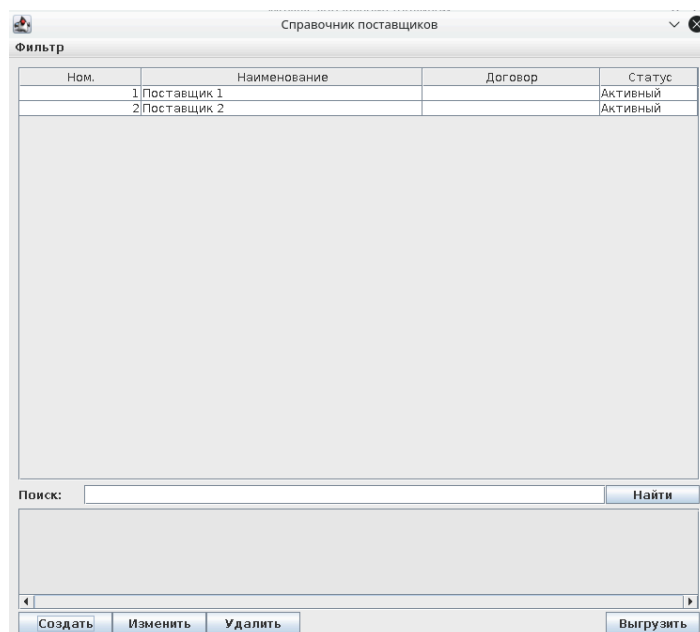 Справочник поставщиков
Фильтр
Ном. Наименование Договор Статус
1 Поставщик 1 Активный
2 Поставщик 2 Активный
Поиск: Найти
Создать Изменить Удалить Выгрузить